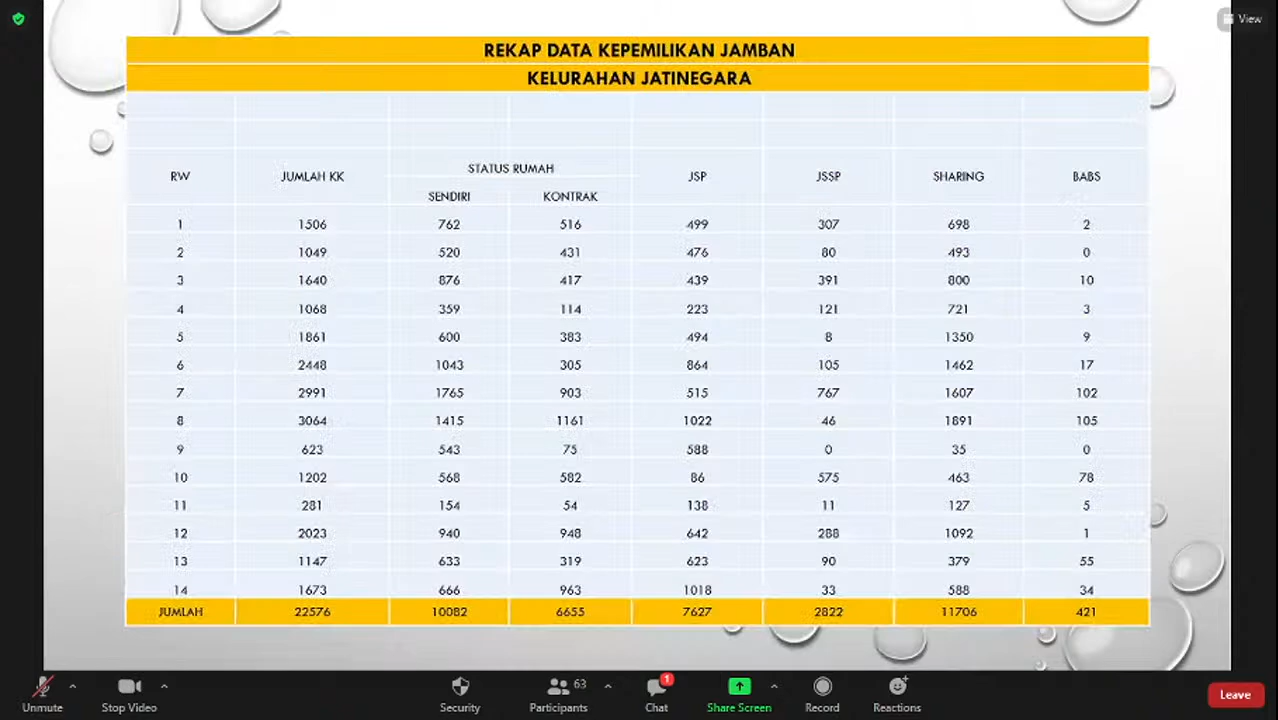 View
REKAP DATA KEPEMILIKAN JAMBAN
KELURAHAN JATINEGARA
RW JUMLAH KK STATUS RUMAH JSP JSSP SHARING BABS
SENDIRI KONTRAK
1 1506 762 516 499 307 698 2
2 1049 520 431 476 80 493 0
3 1640 876 417 439 391 800 10
4 1068 359 114 223 121 721 3
5 1861 600 383 494 8 1350 9
6 2448 1043 305 864 105 1462 17
7 2991 1765 903 515 767 1607 102
8 3064 1415 1161 1022 46 1891 105
9 623 543 75 588 0 35 0
10 1202 568 582 86 575 463 78
11 281 154 54 138 11 127 5
12 2023 940 948 642 288 1092 1
13 1147 633 319 623 90 379 55
14 1673 666 963 1018 33 588 34
JUMLAH 22576 10082 6655 7627 2822 11706 421
63 1
Unmute Stop Video Security Participants Chat Share Screen Record Reactions Leave